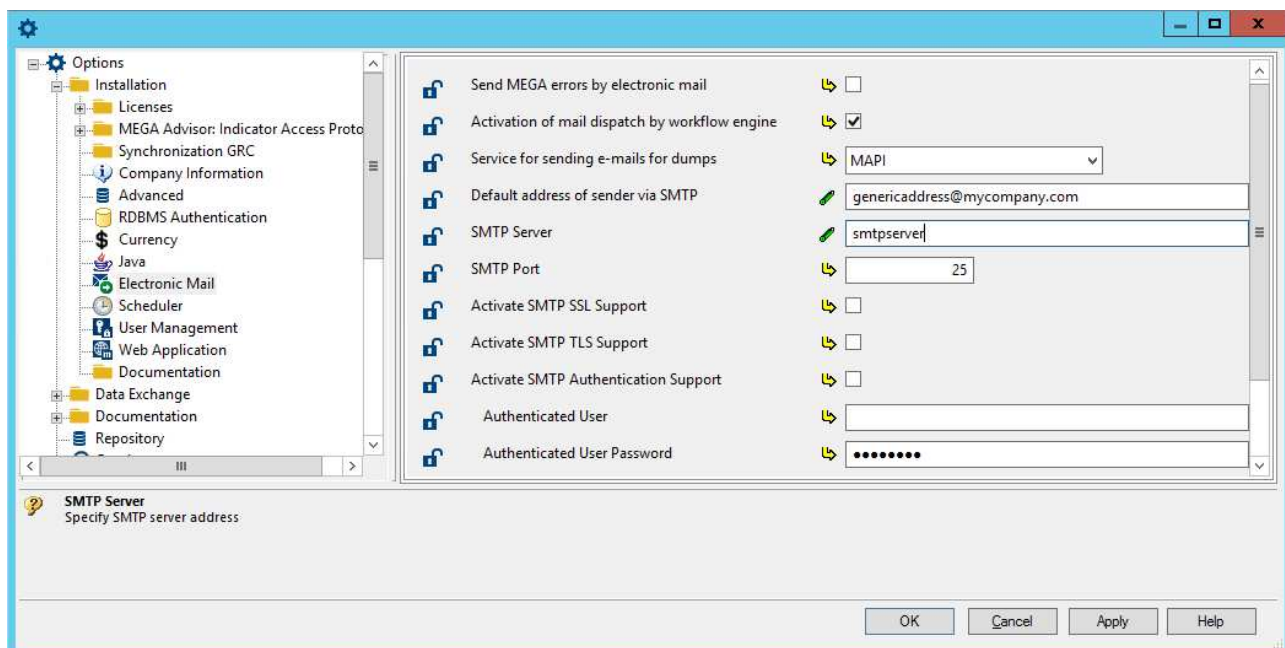 Options
Installation
Licenses
MEGA Advisor: Indicator Access Proto
Synchronization GRC
Company Information
Advanced
RDBMS Authentication
Currency
Java
Electronic Mail
Scheduler
User Management
Web Application
Documentation
Data Exchange
Documentation
Repository
Send MEGA errors by electronic mail
Activation of mail dispatch by workflow engine
Service for sending e-mails for dumps MAPI
Default address of sender via SMTP genericaddress@mycompany.com
SMTP Server smtpserver
SMTP Port 25
Activate SMTP SSL Support
Activate SMTP TLS Support
Activate SMTP Authentication Support
Authenticated User
Authenticated User Password ••••••••
SMTP Server
Specify SMTP server address
OK Cancel Apply Help